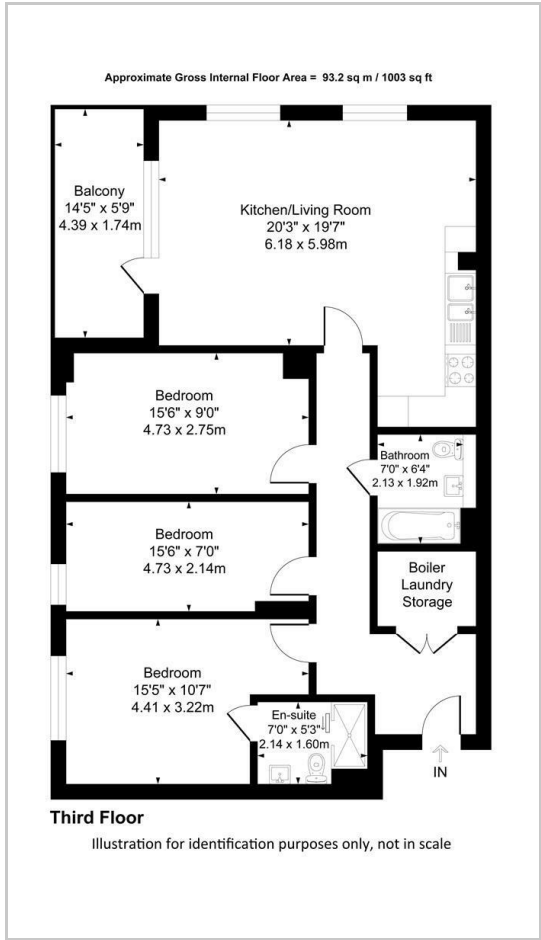 Approximate Gross Internal Floor Area = 93.2 sq m / 1003 sq ft
Balcony
14'5" x 5'9"
4.39 x 1.74m
Kitchen/Living Room
20'3" x 19'7"
6.18 x 5.98m
Bedroom
15'6" x 9'0"
4.73 x 2.75m
Bathroom
7'0" x 6'4"
2.13 x 1.92m
Bedroom
15'6" x 7'0"
4.73 x 2.14m
Boiler
Laundry
Storage
Bedroom
15'5" x 10'7"
4.41 x 3.22m
En-suite
7'0" x 5'3"
2.14 x 1.60m
IN
Third Floor
Illustration for identification purposes only, not in scale